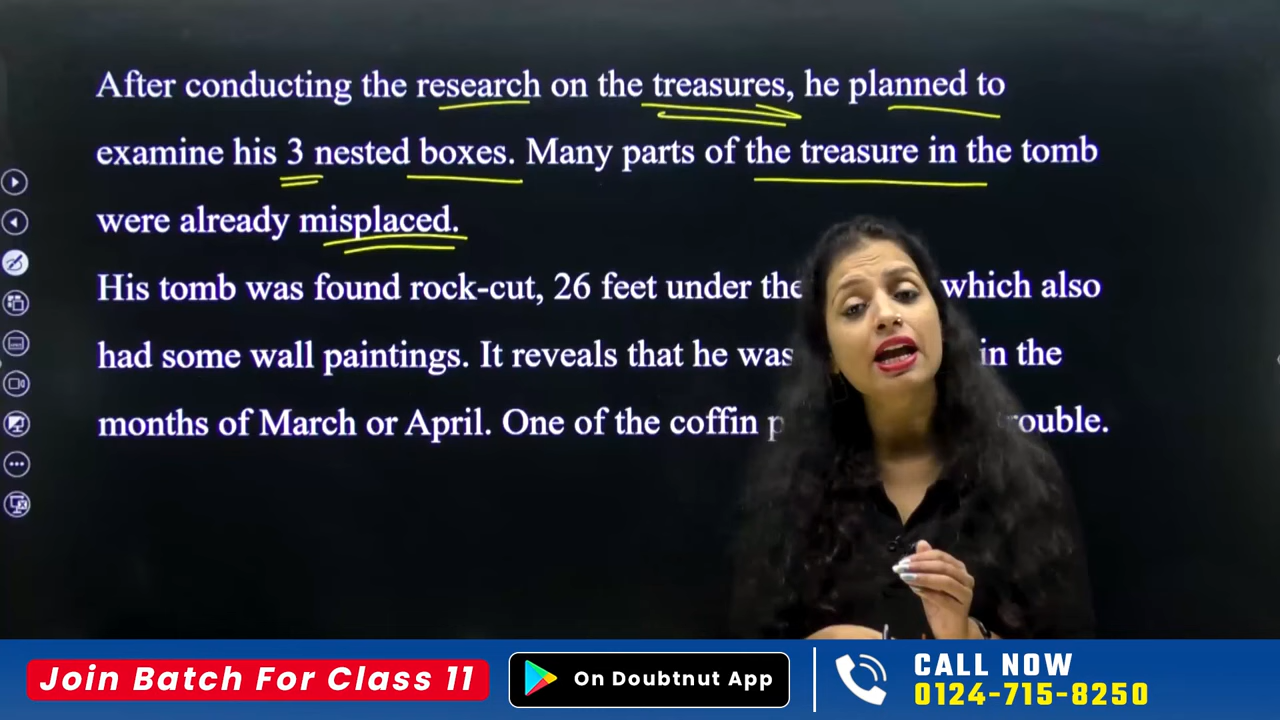 After conducting the research on the treasures, he planned to
examine his 3 nested boxes. Many parts of the treasure in the tomb
were already misplaced.
His tomb was found rock-cut, 26 feet under the which also
had some wall paintings. It reveals that he was in the
months of March or April. One of the coffin
Join Batch For Class 11
On Doubtnut App
CALL NOW
0124-715-8250